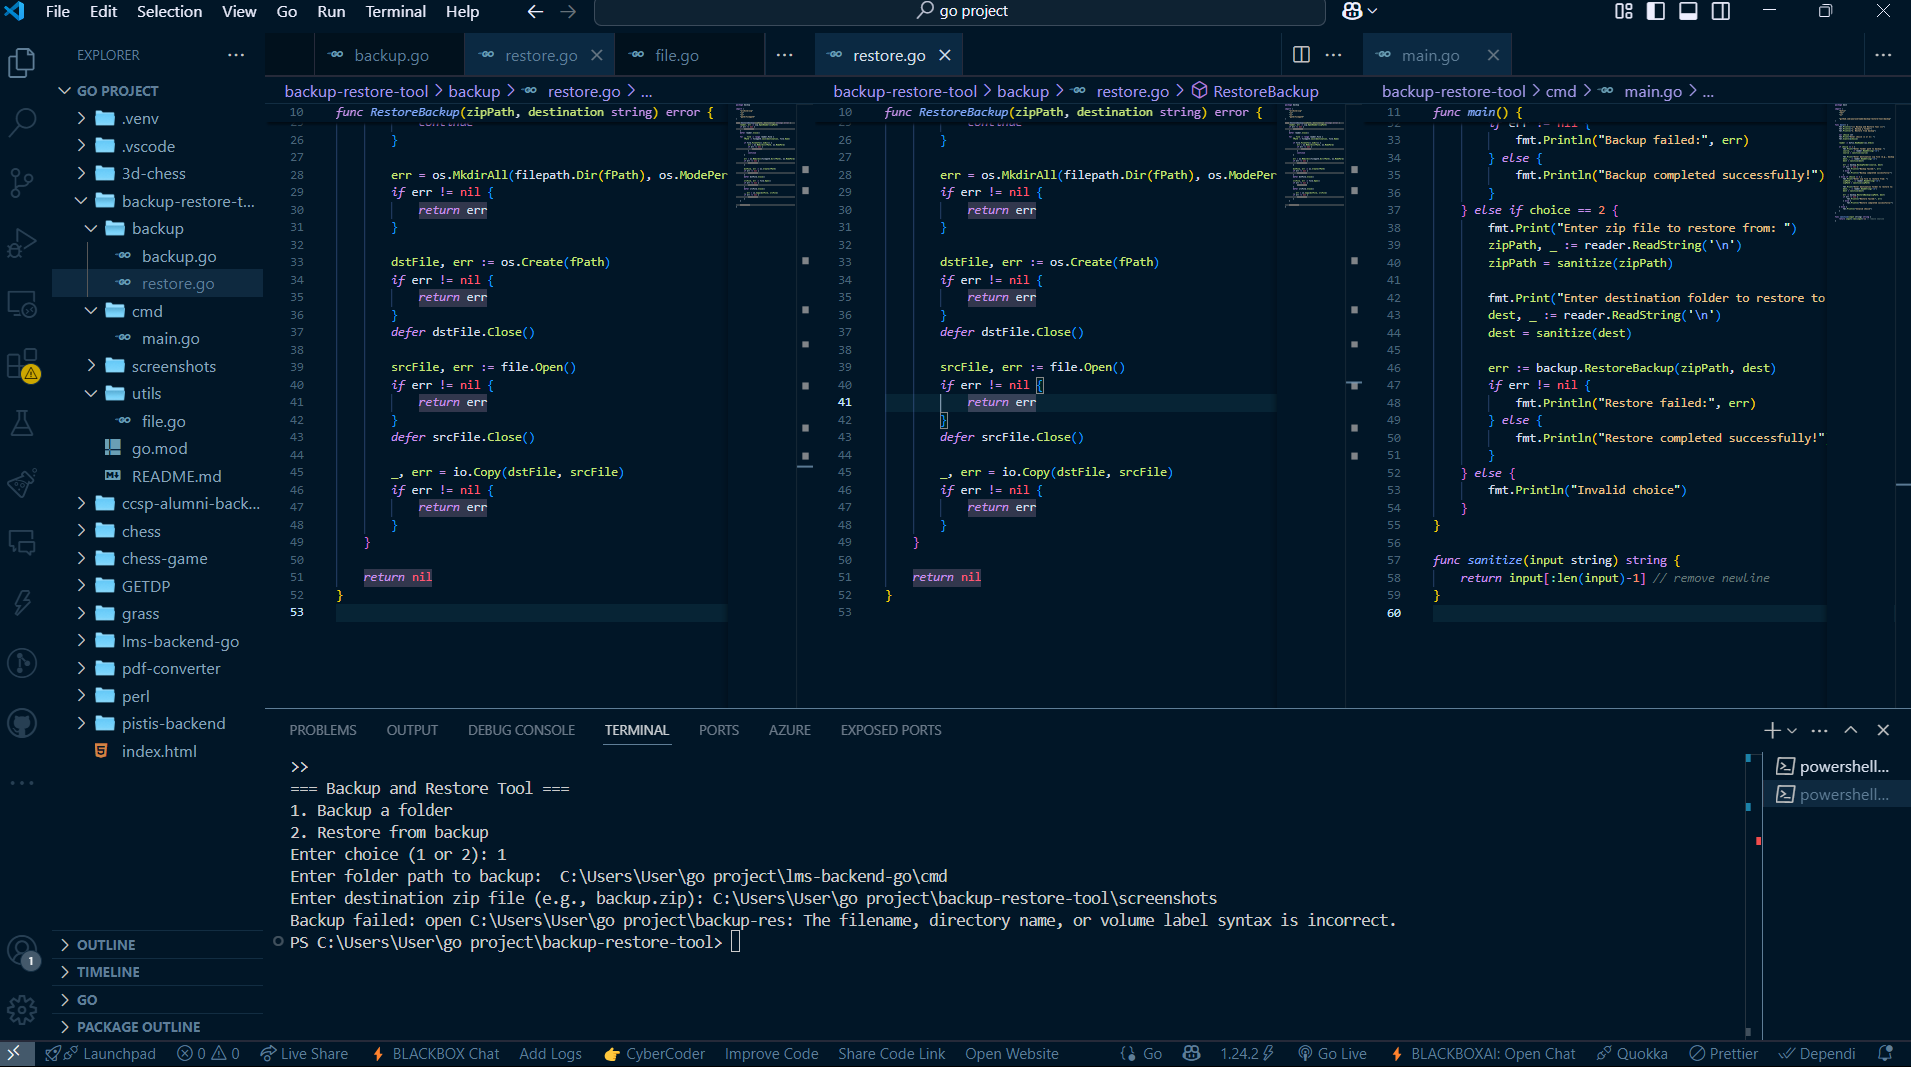 File Edit Selection View Go Run Terminal Help
go project
EXPLORER
GO PROJECT
.venv
.vscode
3d-chess
backup-restore-t...
backup
backup.go
restore.go
cmd
main.go
screenshots
utils
file.go
go.mod
README.md
ccsp-alumni-back...
chess
chess-game
GETDP
grass
lms-backend-go
pdf-converter
perl
pistis-backend
index.html
OUTLINE
TIMELINE
GO
PACKAGE OUTLINE
backup.go restore.go file.go
backup-restore-tool > backup > restore.go > ...
10 func RestoreBackup(zipPath, destination string) error {
26 }
27
28 err = os.MkdirAll(filepath.Dir(fPath), os.ModePer
29 if err != nil {
30 return err
31 }
32
33 dstFile, err := os.Create(fPath)
34 if err != nil {
35 return err
36 }
37 defer dstFile.Close()
38
39 srcFile, err := file.Open()
40 if err != nil {
41 return err
42 }
43 defer srcFile.Close()
44
45 _, err = io.Copy(dstFile, srcFile)
46 if err != nil {
47 return err
48 }
49 }
50
51 return nil
52 }
53
restore.go
backup-restore-tool > backup > restore.go > RestoreBackup
10 func RestoreBackup(zipPath, destination string) error {
26 }
27
28 err = os.MkdirAll(filepath.Dir(fPath), os.ModePer
29 if err != nil {
30 return err
31 }
32
33 dstFile, err := os.Create(fPath)
34 if err != nil {
35 return err
36 }
37 defer dstFile.Close()
38
39 srcFile, err := file.Open()
40 if err != nil {
41 return err
42 }
43 defer srcFile.Close()
44
45 _, err = io.Copy(dstFile, srcFile)
46 if err != nil {
47 return err
48 }
49 }
50
51 return nil
52 }
53
main.go
backup-restore-tool > cmd > main.go > ...
11 func main() {
32 if err != nil {
33 fmt.Println("Backup failed:", err)
34 } else {
35 fmt.Println("Backup completed successfully!")
36 }
37 } else if choice == 2 {
38 fmt.Print("Enter zip file to restore from: ")
39 zipPath, _ := reader.ReadString('\n')
40 zipPath = sanitize(zipPath)
41
42 fmt.Print("Enter destination folder to restore to
43 dest, _ := reader.ReadString('\n')
44 dest = sanitize(dest)
45
46 err := backup.RestoreBackup(zipPath, dest)
47 if err != nil {
48 fmt.Println("Restore failed:", err)
49 } else {
50 fmt.Println("Restore completed successfully!"
51 }
52 } else {
53 fmt.Println("Invalid choice")
54 }
55 }
56
57 func sanitize(input string) string {
58 return input[:len(input)-1] // remove newline
59 }
60
PROBLEMS OUTPUT DEBUG CONSOLE TERMINAL PORTS AZURE EXPOSED PORTS
>>
=== Backup and Restore Tool ===
1. Backup a folder
2. Restore from backup
Enter choice (1 or 2): 1
Enter folder path to backup:  C:\Users\User\go project\lms-backend-go\cmd
Enter destination zip file (e.g., backup.zip): C:\Users\User\go project\backup-restore-tool\screenshots
Backup failed: open C:\Users\User\go project\backup-res: The filename, directory name, or volume label syntax is incorrect.
PS C:\Users\User\go project\backup-restore-tool>
powershell...
powershell...
1
Launchpad 0 0 Live Share BLACKBOX Chat Add Logs CyberCoder Improve Code Share Code Link Open Website Go 1.24.2 Go Live BLACKBOXAI: Open Chat Quokka Prettier Dependi